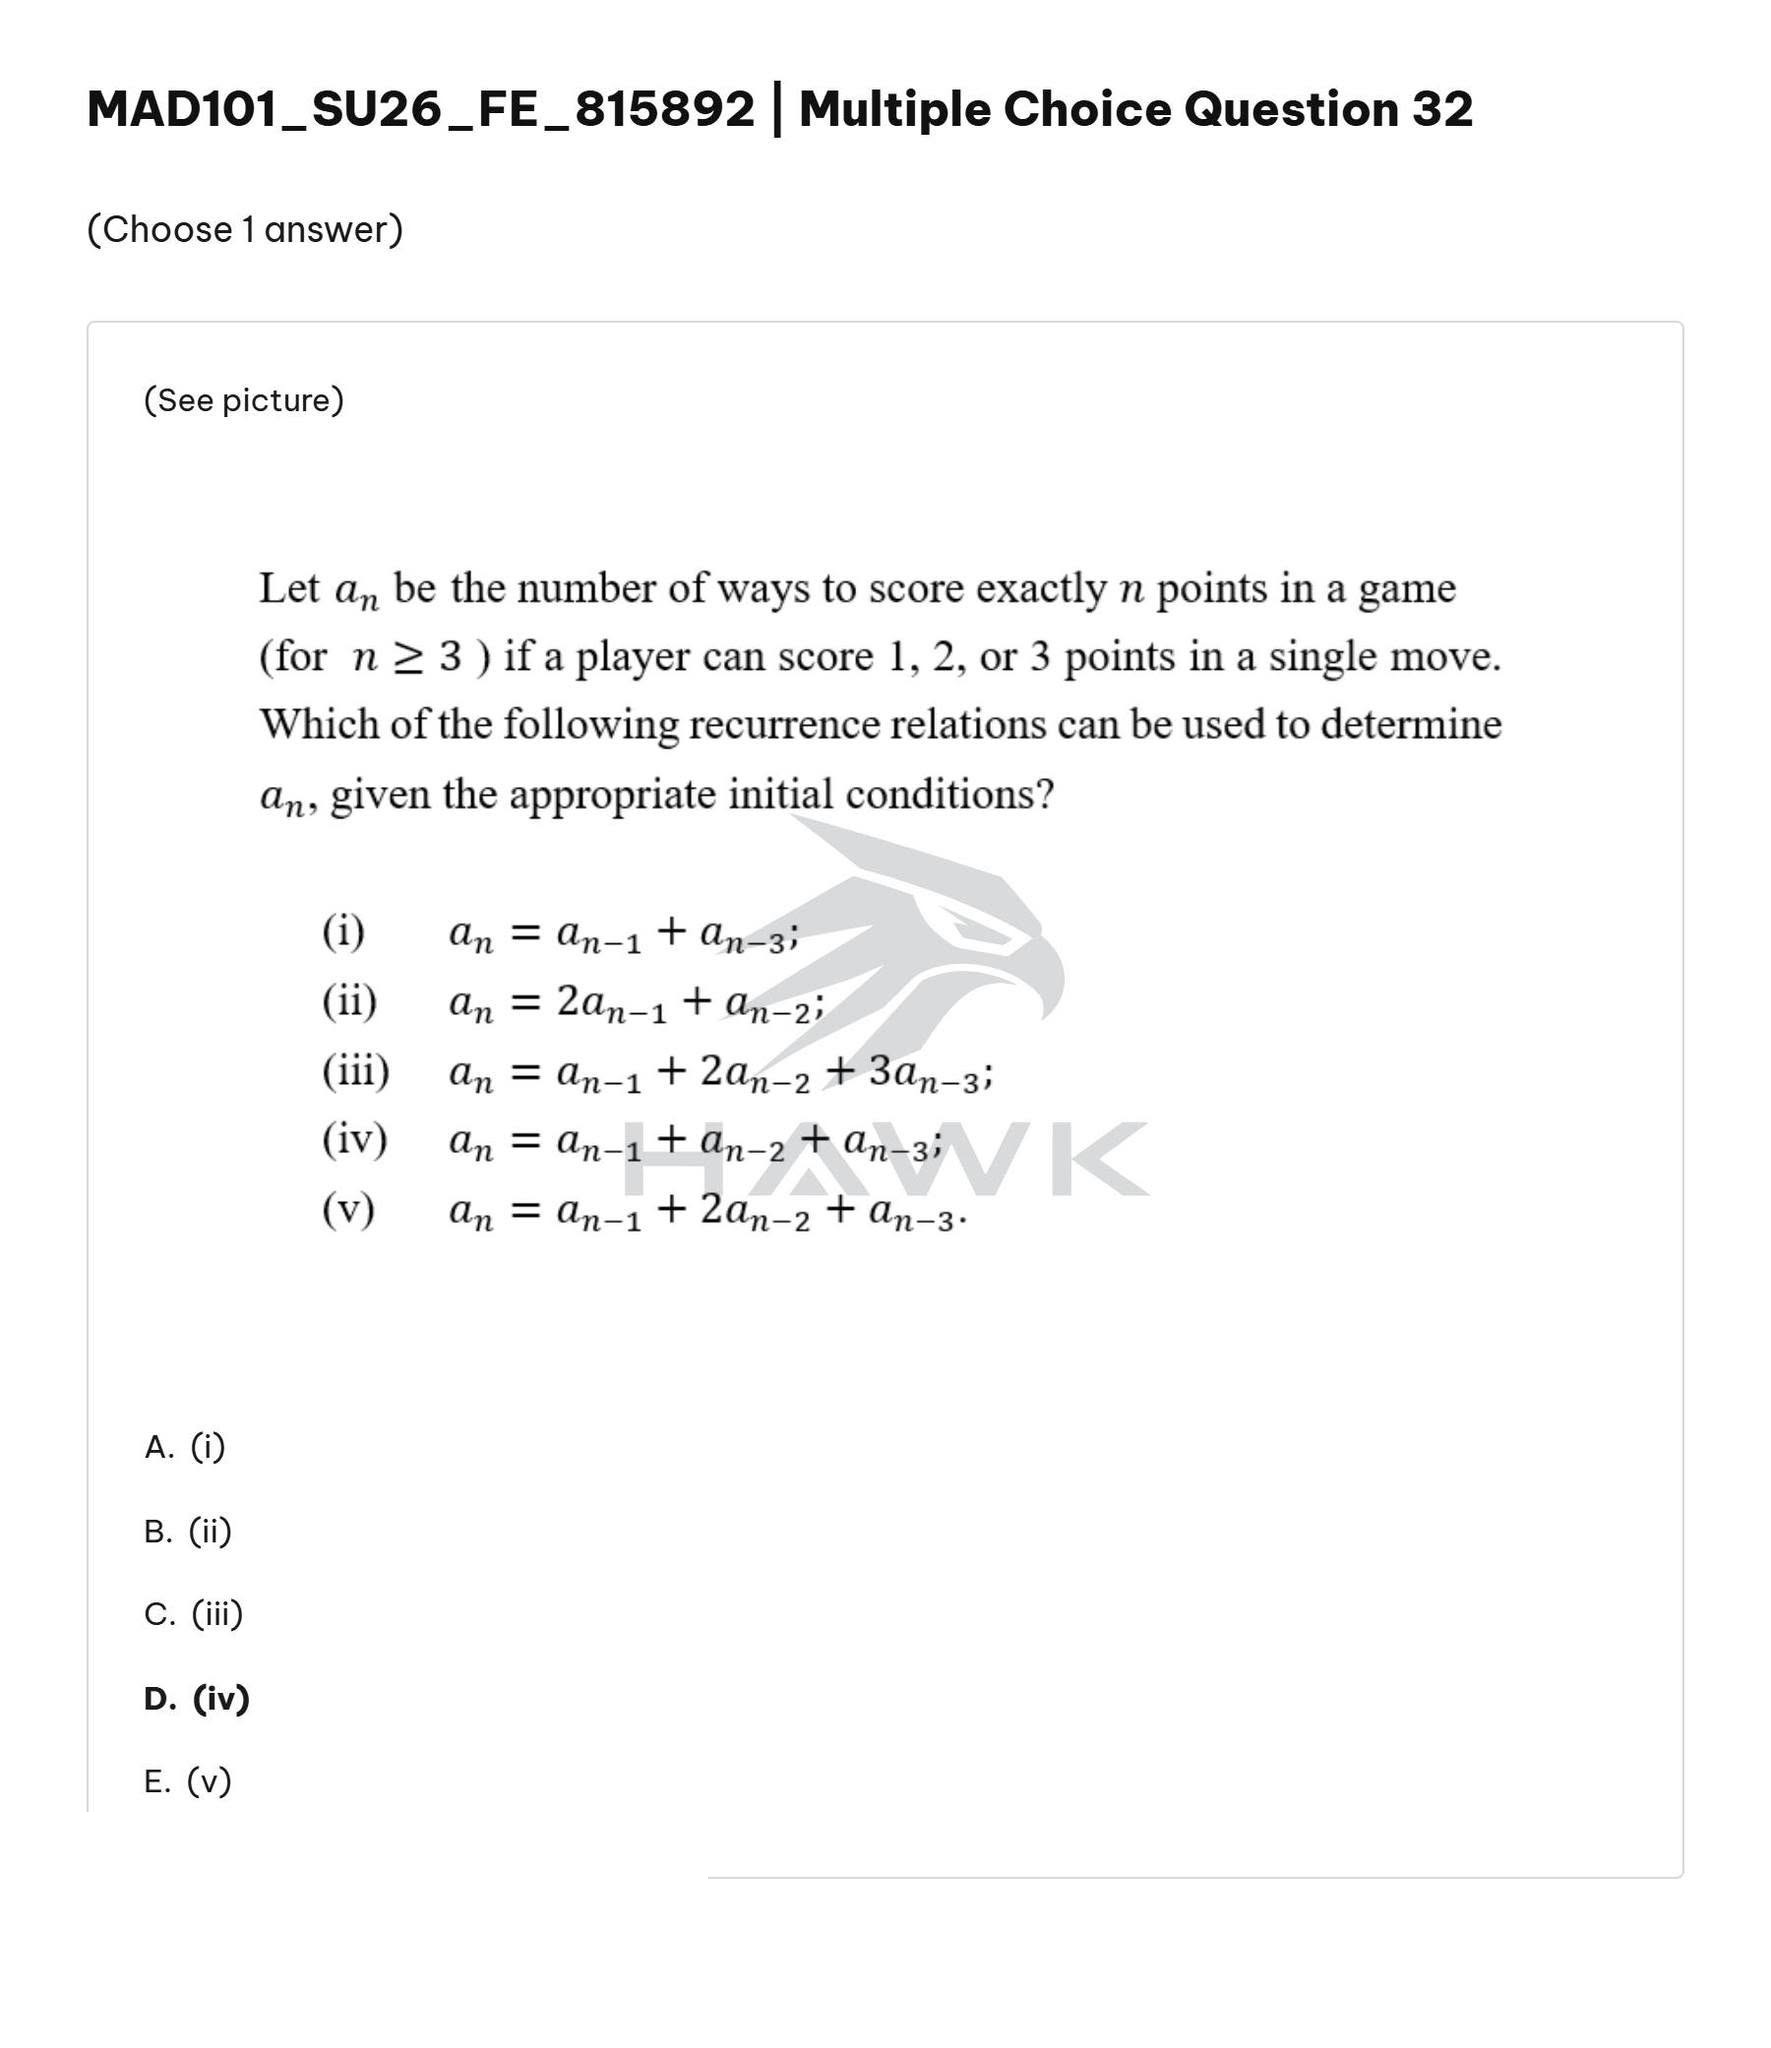 MAD101_SU26_FE_815892 | Multiple Choice Question 32
(Choose 1 answer)
(See picture)
Let aₙ be the number of ways to score exactly n points in a game
(for n ≥ 3 ) if a player can score 1, 2, or 3 points in a single move.
Which of the following recurrence relations can be used to determine
aₙ, given the appropriate initial conditions?
(i) aₙ = aₙ₋₁ + aₙ₋₃;
(ii) aₙ = 2aₙ₋₁ + aₙ₋₂;
(iii) aₙ = aₙ₋₁ + 2aₙ₋₂ + 3aₙ₋₃;
(iv) aₙ = aₙ₋₁ + aₙ₋₂ + aₙ₋₃;
HAWK
(v) aₙ = aₙ₋₁ + 2aₙ₋₂ + aₙ₋₃.
A. (i)
B. (ii)
C. (iii)
D. (iv)
E. (v)